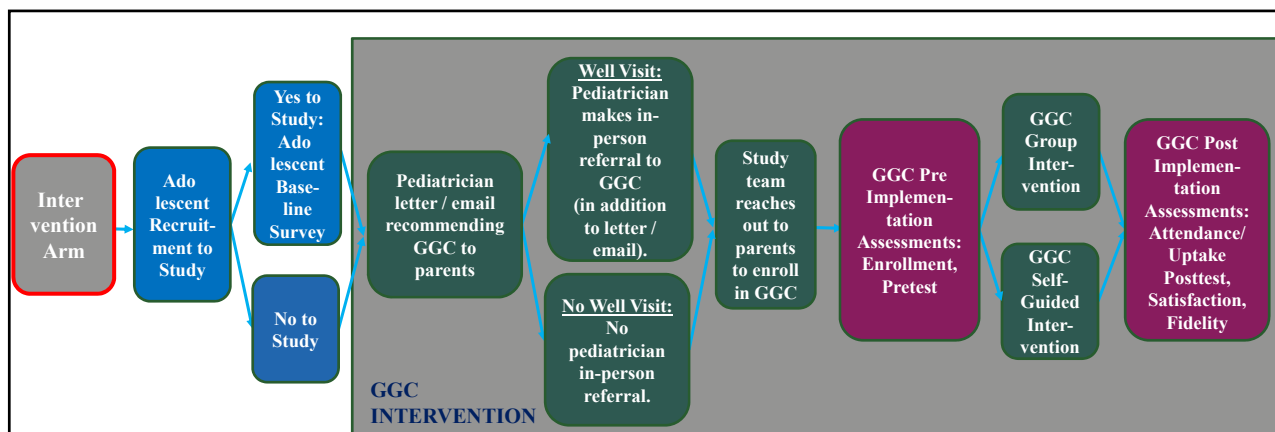 Inter
vention
Arm
Ado
lescent
Recruit-
ment to
Study
Yes to
Study:
Ado
lescent
Base-
line
Survey
No to
Study
Pediatrician
letter / email
recommending
GGC to
parents
Well Visit:
Pediatrician
makes in-
person
referral to
GGC
(in addition
to letter /
email).
No Well Visit:
No
pediatrician
in-person
referral.
Study
team
reaches
out to
parents
to enroll
in GGC
GGC Pre
Implemen-
tation
Assessments:
Enrollment,
Pretest
GGC
Group
Inter-
vention
GGC
Self-
Guided
Inter-
vention
GGC Post
Implemen-
tation
Assessments:
Attendance/
Uptake
Posttest,
Satisfaction,
Fidelity
GGC
INTERVENTION